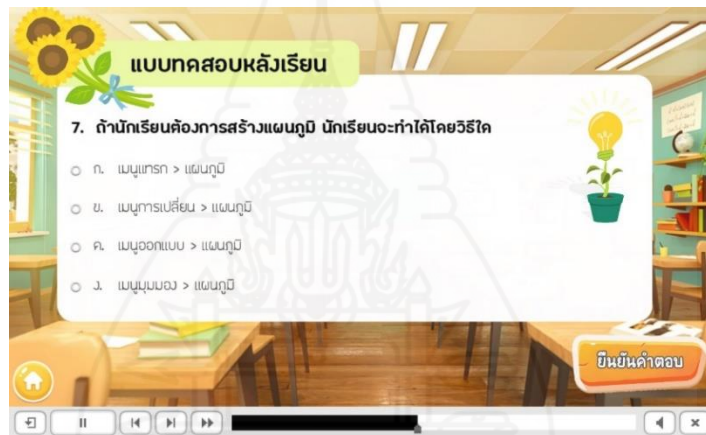 แบบทดสอบหลังเรียน
7. ถ้านักเรียนต้องการสร้างแผนภูมิ นักเรียนจะทำได้โดยวิธีใด
ก. เมนูแทรก > แผนภูมิ
ข. เมนูการเปลี่ยน > แผนภูมิ
ค. เมนูออกแบบ > แผนภูมิ
ง. เมนูมุมมอง > แผนภูมิ
ยืนยันคำตอบ